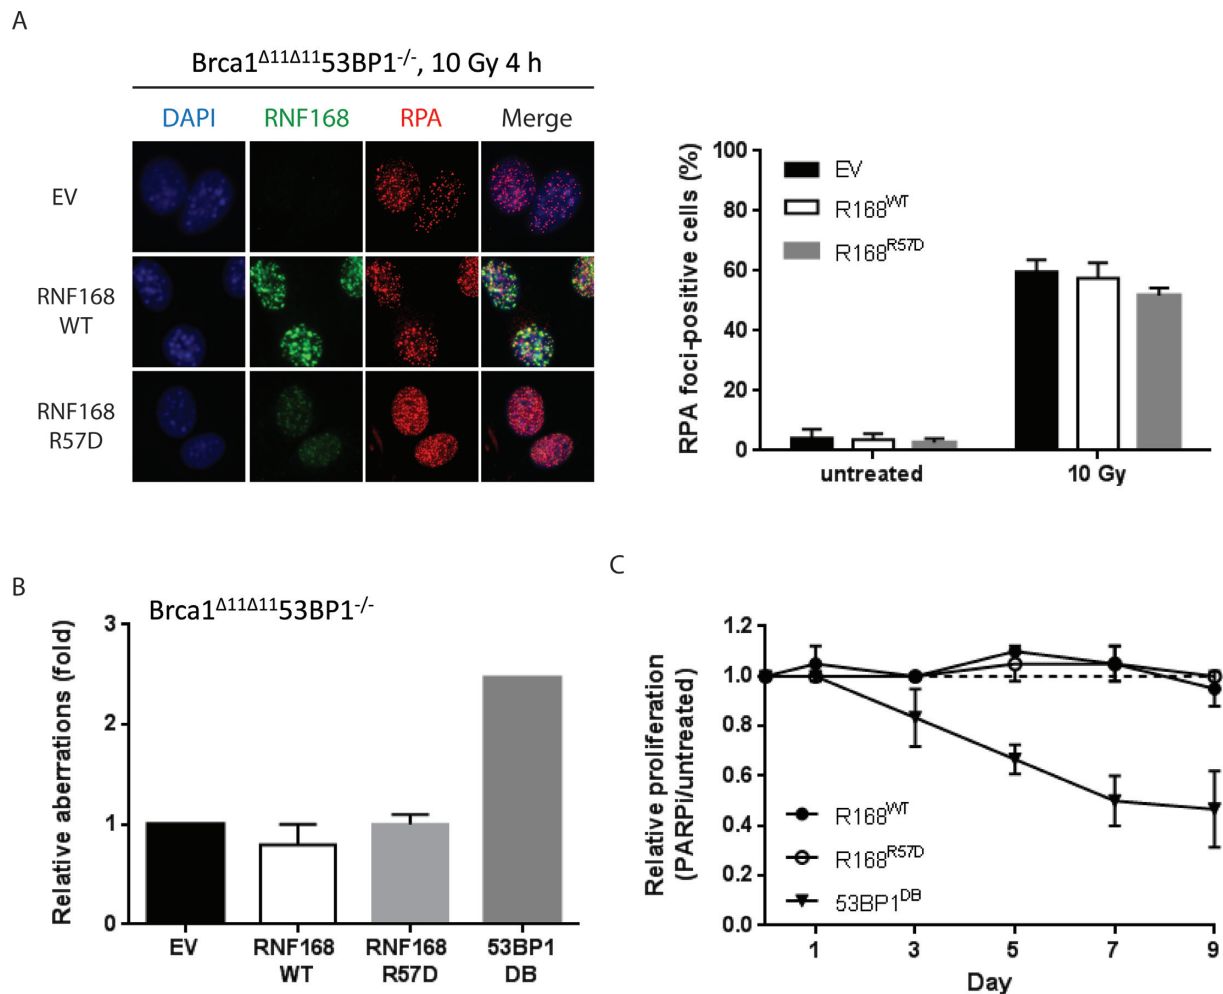 A
Brca1Δ11Δ1153BP1-/-, 10 Gy 4 h
DAPI RNF168 RPA Merge
EV
RNF168
WT
RNF168
R57D
RPA foci-positive cells (%)
100
80
60
40
20
0
EV
R168WT
R168R57D
untreated 10 Gy
B
Brca1Δ11Δ1153BP1-/-
Relative aberrations (fold)
3
2
1
0
EV RNF168 RNF168 53BP1
WT R57D DB
C
Relative proliferation
(PARPi/untreated)
1.2
1.0
0.8
0.6
0.4
0.2
0.0
R168WT
R168R57D
53BP1DB
1 3 5 7 9
Day